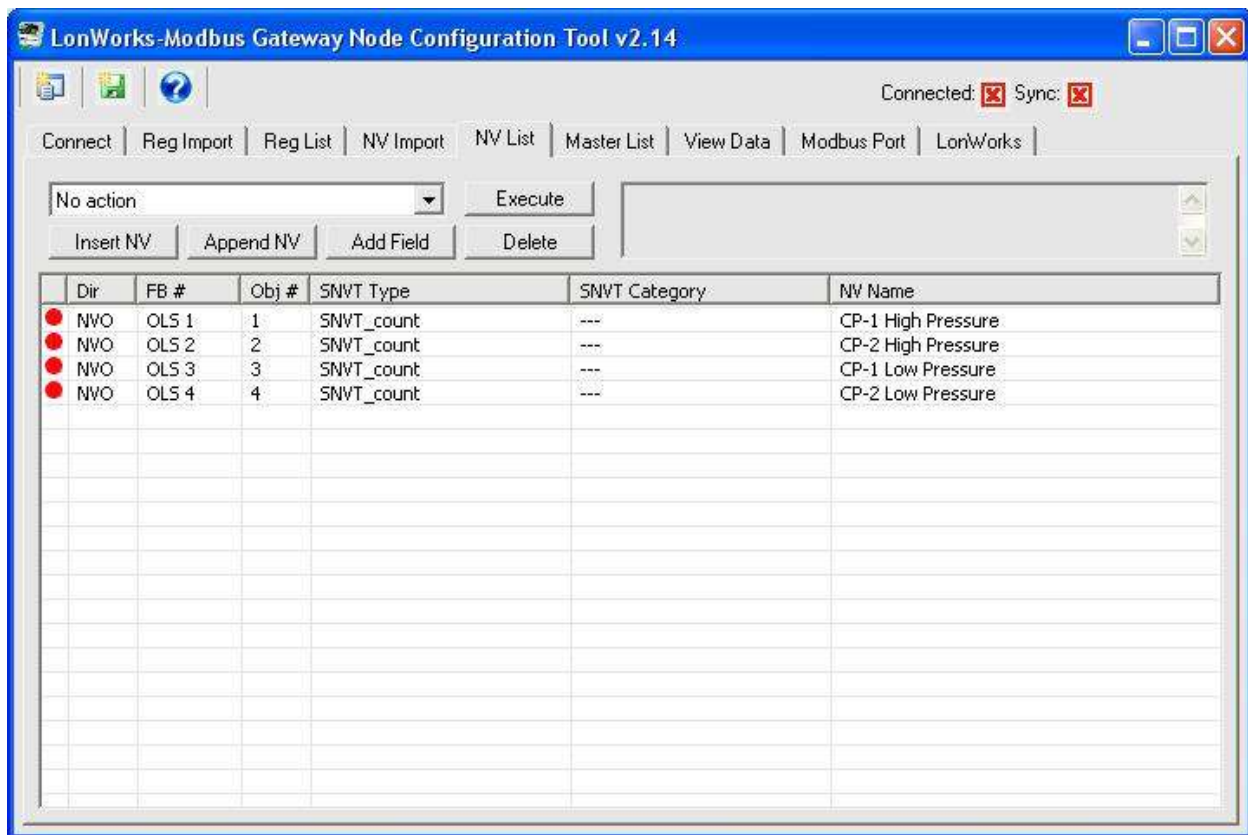 LonWorks-Modbus Gateway Node Configuration Tool v2.14
Connected: Sync:
Connect Reg Import Reg List NV Import NV List Master List View Data Modbus Port LonWorks
No action Execute
Insert NV Append NV Add Field Delete
Dir FB # Obj # SNVT Type SNVT Category NV Name
NVO OLS 1 1 SNVT_count --- CP-1 High Pressure
NVO OLS 2 2 SNVT_count --- CP-2 High Pressure
NVO OLS 3 3 SNVT_count --- CP-1 Low Pressure
NVO OLS 4 4 SNVT_count --- CP-2 Low Pressure